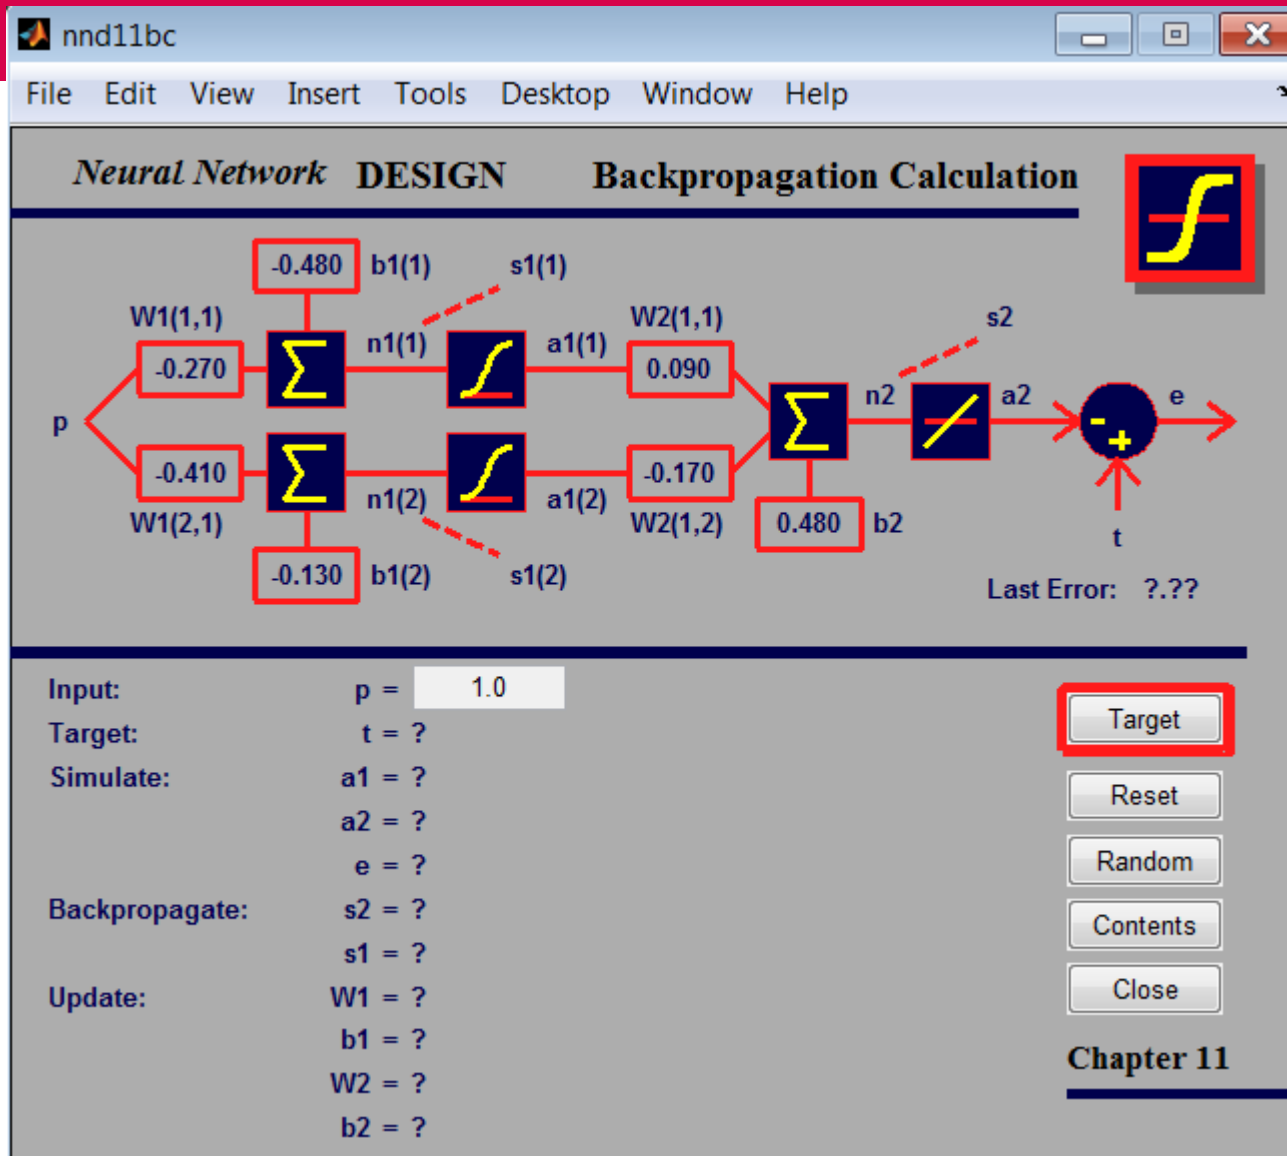 nnd11bc
File Edit View Insert Tools Desktop Window Help
Neural Network DESIGN Backpropagation Calculation
-0.480 b1(1) s1(1)
W1(1,1) n1(1) a1(1) W2(1,1) s2
-0.270 0.090
p n2 a2 e
-
+
-0.410 -0.170
W1(2,1) n1(2) a1(2) W2(1,2) 0.480 b2 t
-0.130 b1(2) s1(2)
Last Error: ?.??
Input: p = 1.0
Target: t = ?
Simulate: a1 = ?
a2 = ?
e = ?
Backpropagate: s2 = ?
s1 = ?
Update: W1 = ?
b1 = ?
W2 = ?
b2 = ?
Target
Reset
Random
Contents
Close
Chapter 11